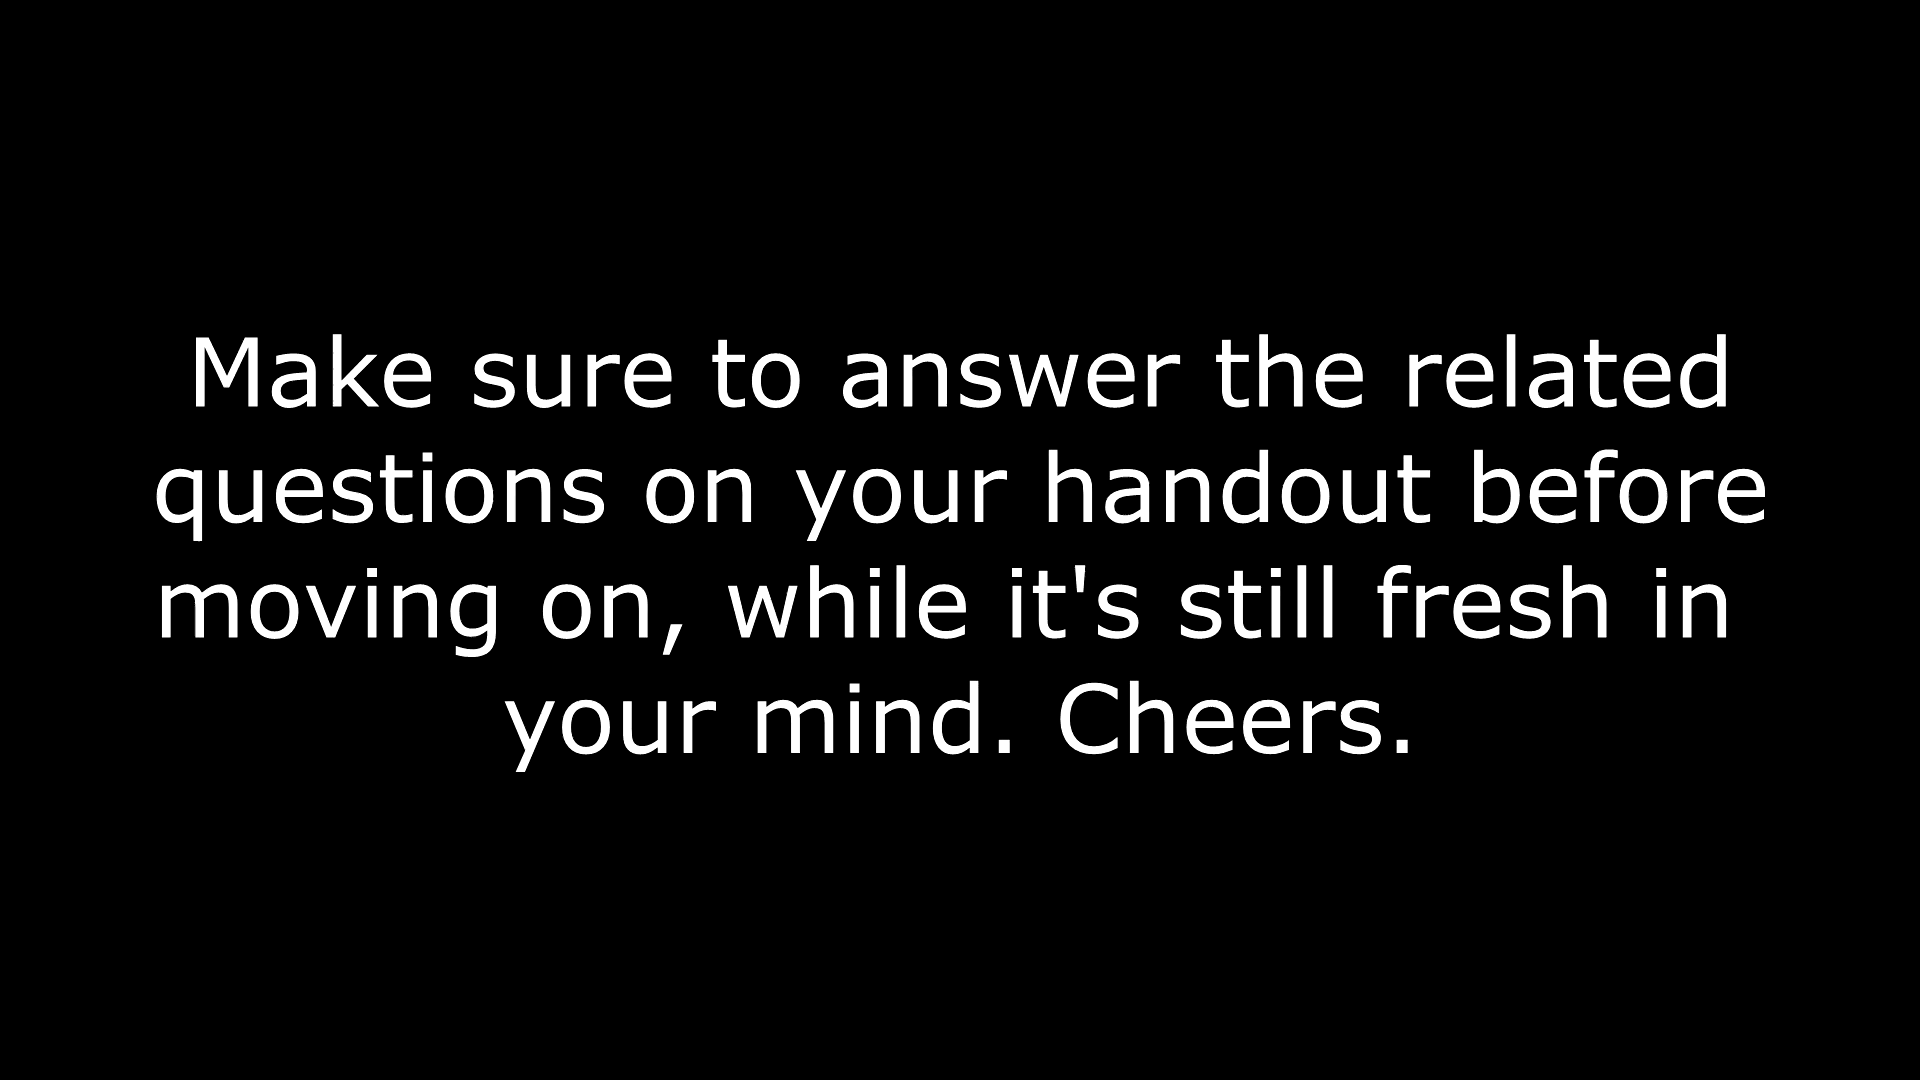 Make sure to answer the related
questions on your handout before
moving on, while it's still fresh in
your mind. Cheers.